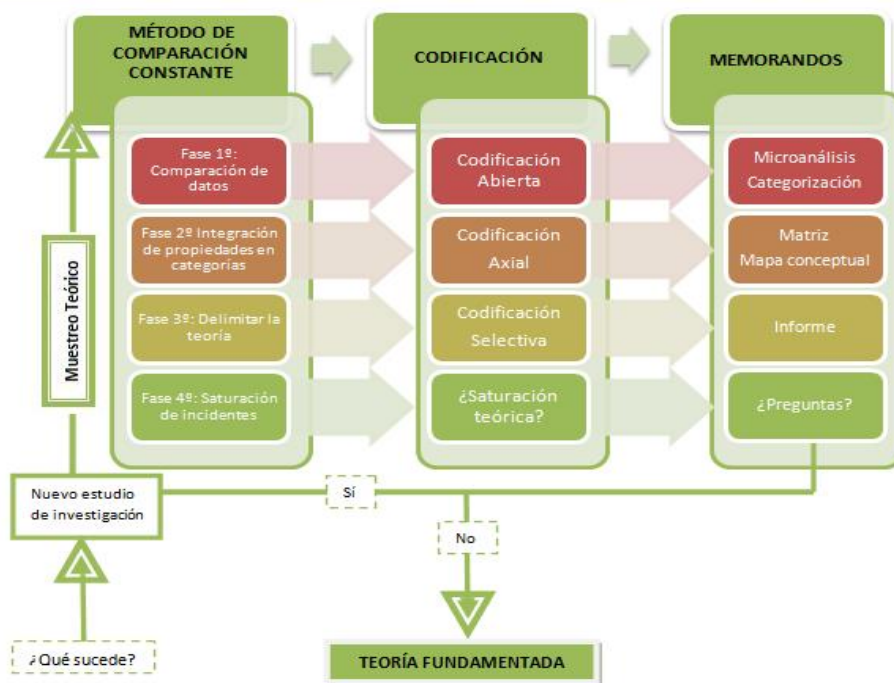 MÉTODO DE
COMPARACIÓN
CONSTANTE
CODIFICACIÓN
MEMORANDOS
Fase 1º:
Comparación de
datos
Codificación
Abierta
Microanálisis
Categorización
Fase 2º Integración
de propiedades en
categorías
Codificación
Axial
Matriz
Mapa conceptual
Fase 3º: Delimitar la
teoría
Codificación
Selectiva
Informe
Fase 4º: Saturación
de incidentes
¿Saturación
teórica?
¿Preguntas?
Muestreo Teórico
Nuevo estudio
de investigación
Sí
No
¿Qué sucede?
TEORÍA FUNDAMENTADA